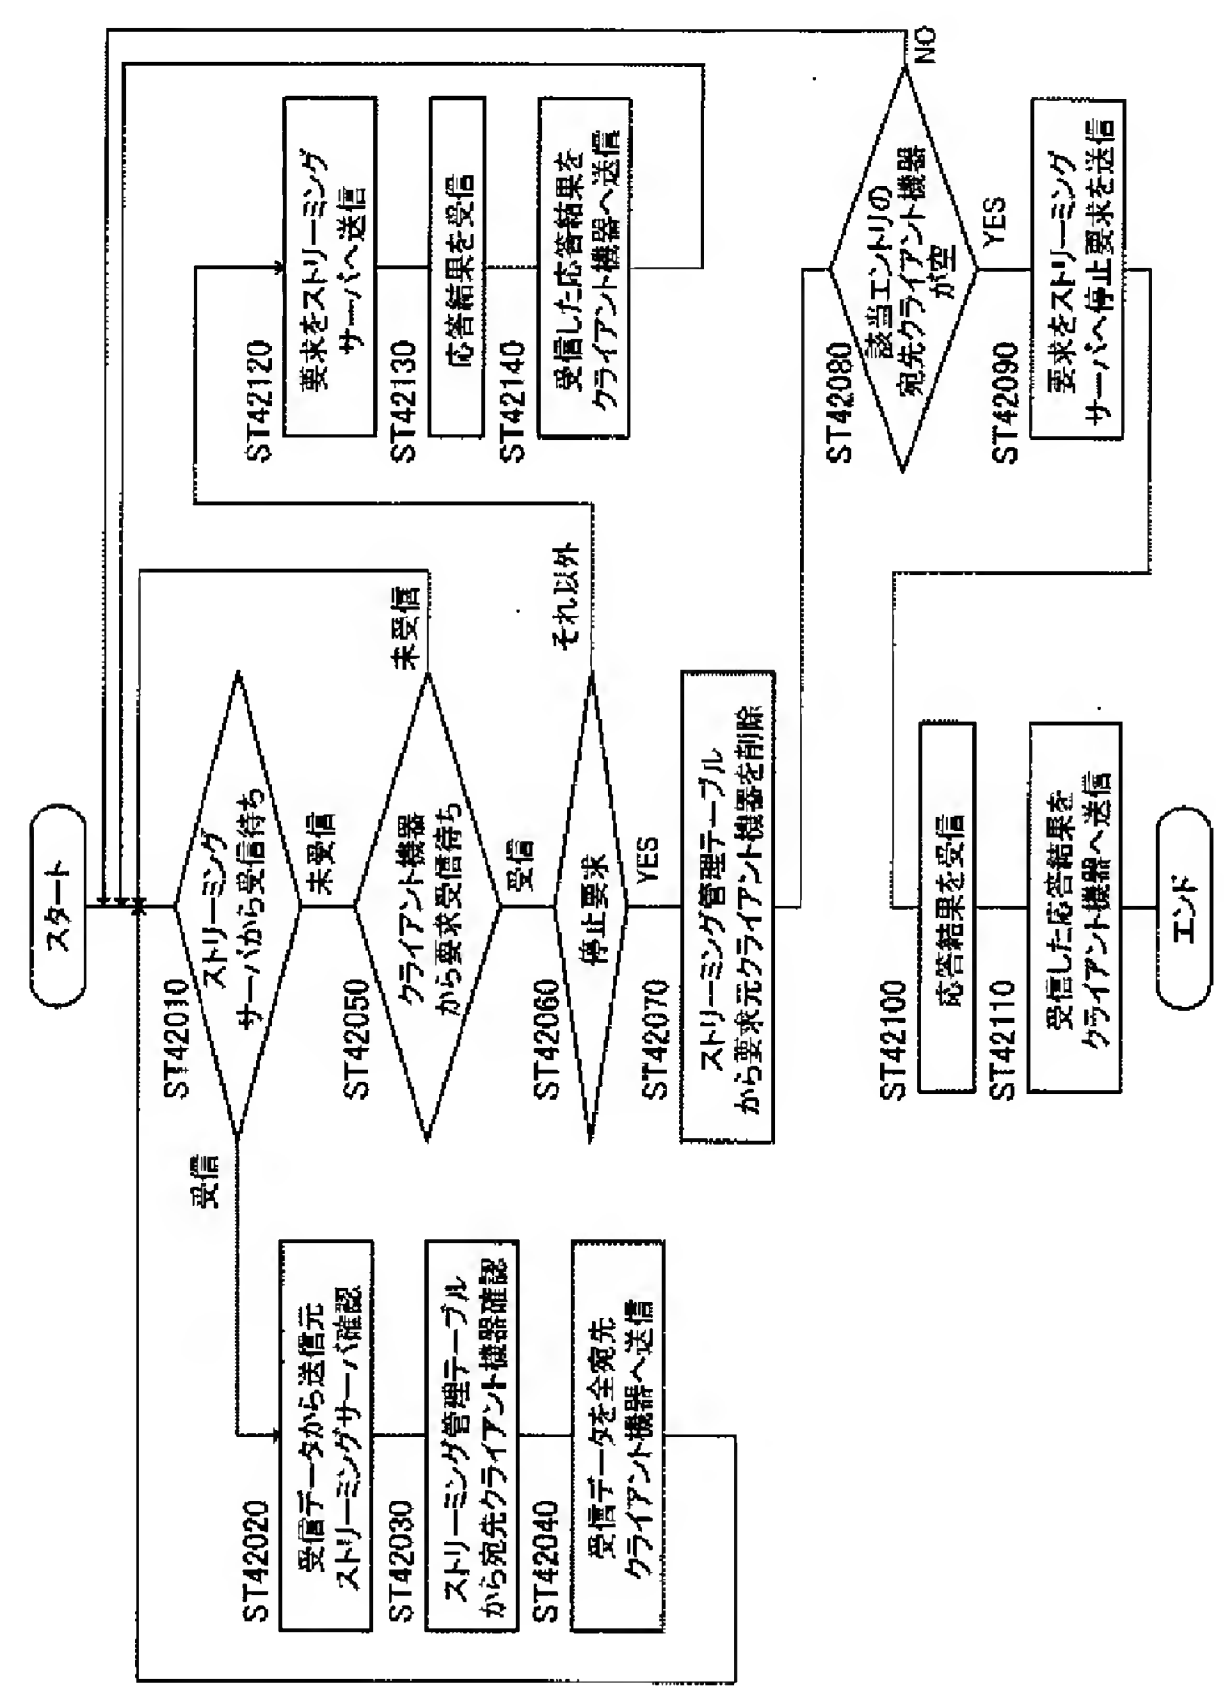 スタート
ST42010
ストリーミング
サーバから受信待ち
受信
未受信
ST42020
受信データから送信元
ストリーミングサーバ確認
ST42030
ストリーミング管理テーブル
から宛先クライアント機器確認
ST42040
受信データを全宛先
クライアント機器へ送信
ST42050
クライアント機器
から要求受信待ち
未受信
受信
ST42060
停止要求
それ以外
YES
ST42070
ストリーミング管理テーブル
から要求元クライアント機器を削除
ST42120
要求をストリーミング
サーバへ送信
ST42130
応答結果を受信
ST42140
受信した応答結果を
クライアント機器へ送信
ST42080
該当エントリの
宛先クライアント機器
が空
NO
YES
ST42090
要求をストリーミング
サーバへ停止要求を送信
ST42100
応答結果を受信
ST42110
受信した応答結果を
クライアント機器へ送信
エンド